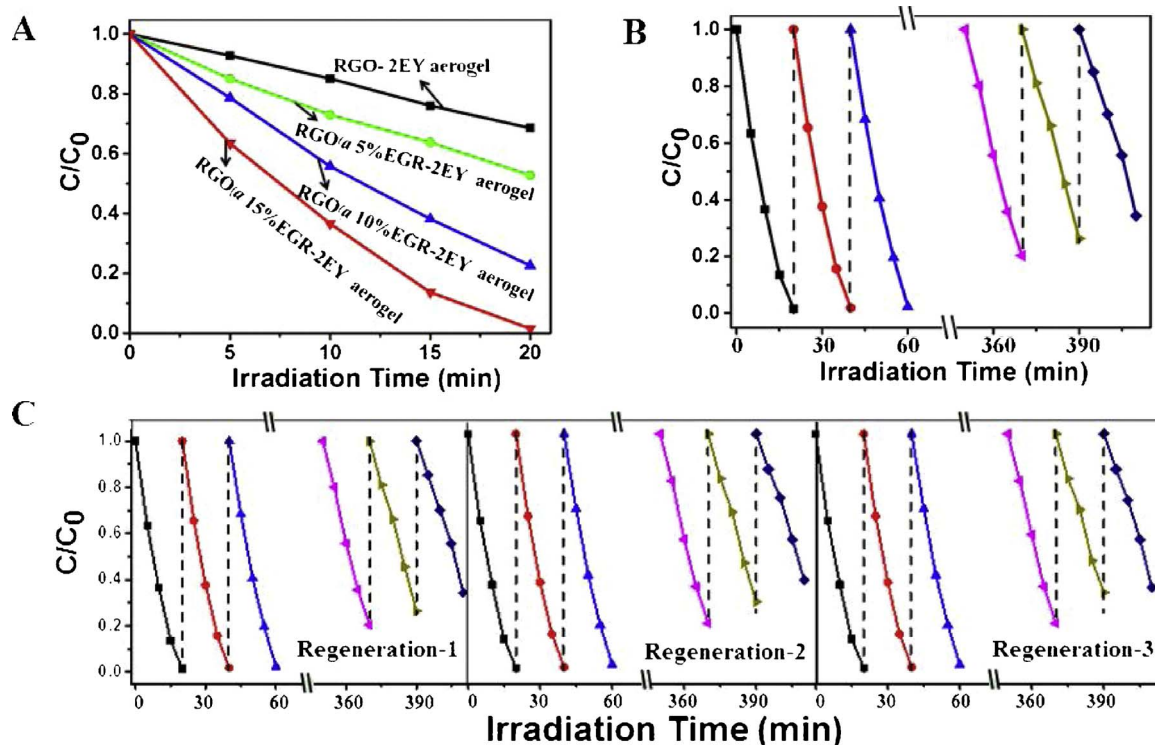 A
C/C0
1.0
0.8
0.6
0.4
0.2
0.0
0
5
10
15
20
Irradiation Time (min)
RGO- 2EY aerogel
RGO@ 5%EGR-2EY aerogel
RGO@ 10%EGR-2EY aerogel
RGO@ 15%EGR-2EY aerogel
B
C/C0
1.0
0.8
0.6
0.4
0.2
0.0
0
30
60
360
390
Irradiation Time (min)
C
C/C0
1.0
0.8
0.6
0.4
0.2
0.0
Regeneration-1
Regeneration-2
Regeneration-3
0
30
60
360
390
0
30
60
360
390
0
30
60
360
390
Irradiation Time (min)